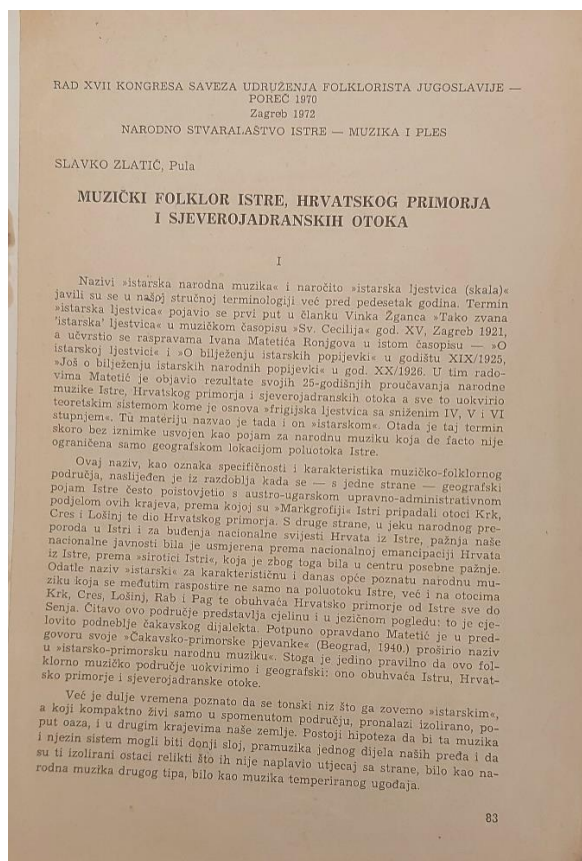 RAD XVII KONGRESA SAVEZA UDRUŽENJA FOLKLORISTA JUGOSLAVIJE —
POREČ 1970
Zagreb 1972
NARODNO STVARALAŠTVO ISTRE — MUZIKA I PLES
SLAVKO ZLATIĆ, Pula
MUZIČKI FOLKLOR ISTRE, HRVATSKOG PRIMORJA
I SJEVEROJADRANSKIH OTOKA
I
Nazivi »istarska narodna muzika« i naročito »istarska ljestvica (skala)«
javili su se u našoj stručnoj terminologiji već pred pedesetak godina. Termin
»istarska ljestvica« pojavio se prvi put u članku Vinka Žganca »Tako zvana
'istarska' ljestvica« u muzičkom časopisu »Sv. Cecilija« god. XV, Zagreb 1921,
a učvrstio se raspravama Ivana Matetića Ronjgova u istom časopisu — »O
istarskoj ljestvici« i »O bilježenju istarskih popijevki« u godištu XIX/1925,
»Još o bilježenju istarskih narodnih popijevki« u god. XX/1926. U tim rado-
vima Matetić je objavio rezultate svojih 25-godišnjih proučavanja narodne
muzike Istre, Hrvatskog primorja i sjeverojadranskih otoka a sve to uokvirio
teoretskim sistemom kome je osnova »frigijska ljestvica sa sniženim IV, V i VI
stupnjem«. Tu materiju nazvao je tada i on »istarskom«. Otada je taj termin
skoro bez iznimke usvojen kao pojam za narodnu muziku koja de facto nije
ograničena samo geografskom lokacijom poluotoka Istre.
Ovaj naziv, kao oznaka specifičnosti i karakteristika muzičko-folklornog
područja, naslijeđen je iz razdoblja kada se — s jedne strane — geografski
pojam Istre često poistovjetio s austro-ugarskom upravno-administrativnom
podjelom ovih krajeva, prema kojoj su »Markgrofiji« Istri pripadali otoci Krk,
Cres i Lošinj te dio Hrvatskog primorja. S druge strane, u jeku narodnog pre-
poroda u Istri i za buđenja nacionalne svijesti Hrvata iz Istre, pažnja naše
nacionalne javnosti bila je usmjerena prema nacionalnoj emancipaciji Hrvata
iz Istre, prema »sirotici Istri«, koja je zbog toga bila u centru posebne pažnje.
Odatle naziv »istarski« za karakterističnu i danas opće poznatu narodnu mu-
ziku koja se međutim rasprostire ne samo na poluotoku Istre, već i na otocima
Krk, Cres, Lošinj, Rab i Pag te obuhvaća Hrvatsko primorje od Istre sve do
Senja. Čitavo ovo područje predstavlja cjelinu i u jezičnom pogledu: to je cje-
lovito podneblje čakavskog dijalekta. Potpuno opravdano Matetić je u pred-
govoru svoje »Čakavsko-primorske pjevanke« (Beograd, 1940.) proširio naziv
u »istarsko-primorsku narodnu muziku«. Stoga je jedino pravilno da ovo fol-
klorno muzičko područje uokvirimo i geografski: ono obuhvaća Istru, Hrvat-
sko primorje i sjeverojadranske otoke.
Već je dulje vremena poznato da se tonski niz što ga zovemo »istarskim«,
a koji kompaktno živi samo u spomenutom području, pronalazi izolirano, po-
put oaza, i u drugim krajevima naše zemlje. Postoji hipoteza da bi ta muzika
i njezin sistem mogli biti donji sloj, pramuzika jednog dijela naših pređa i da
su ti izolirani ostaci relikti što ih nije naplavio utjecaj sa strane, bilo kao na-
rodna muzika drugog tipa, bilo kao muzika temperiranog ugođaja.
83